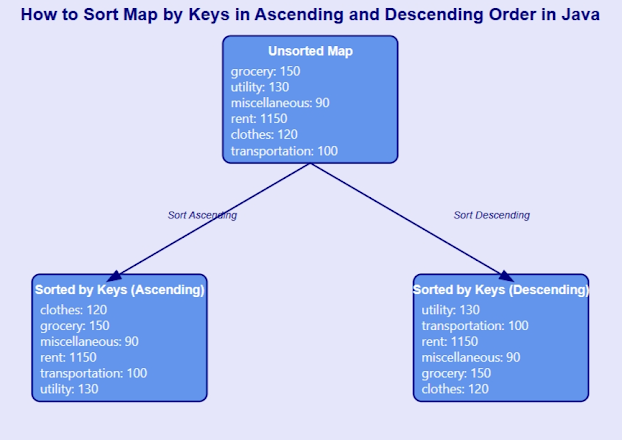 How to Sort Map by Keys in Ascending and Descending Order in Java
Unsorted Map
grocery: 150
utility: 130
miscellaneous: 90
rent: 1150
clothes: 120
transportation: 100
Sort Ascending
Sort Descending
Sorted by Keys (Ascending)
clothes: 120
grocery: 150
miscellaneous: 90
rent: 1150
transportation: 100
utility: 130
Sorted by Keys (Descending)
utility: 130
transportation: 100
rent: 1150
miscellaneous: 90
grocery: 150
clothes: 120